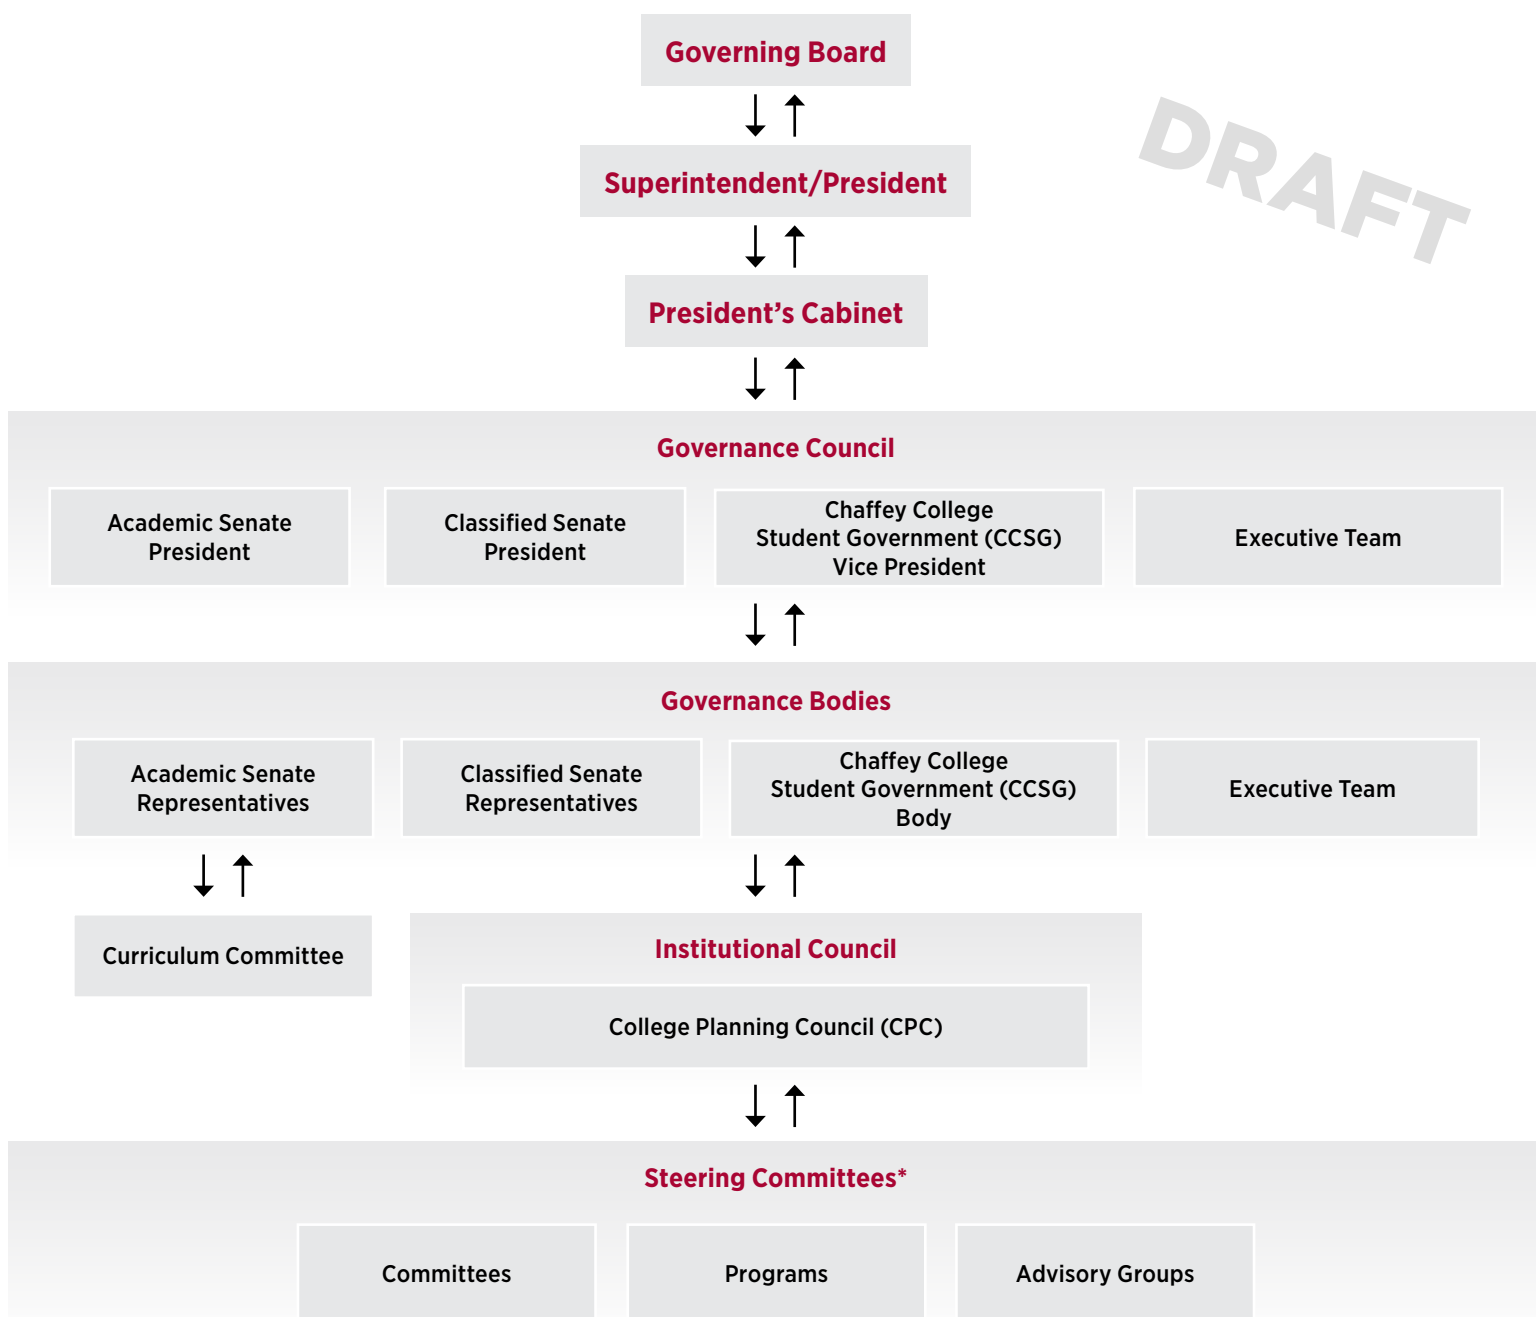 Governing Board
DRAFT
Superintendent/President
President’s Cabinet
Governance Council
Academic Senate
President
Classified Senate
President
Chaffey College
Student Government (CCSG)
Vice President
Executive Team
Governance Bodies
Academic Senate
Representatives
Classified Senate
Representatives
Chaffey College
Student Government (CCSG)
Body
Executive Team
Curriculum Committee
Institutional Council
College Planning Council (CPC)
Steering Committees*
Committees
Programs
Advisory Groups